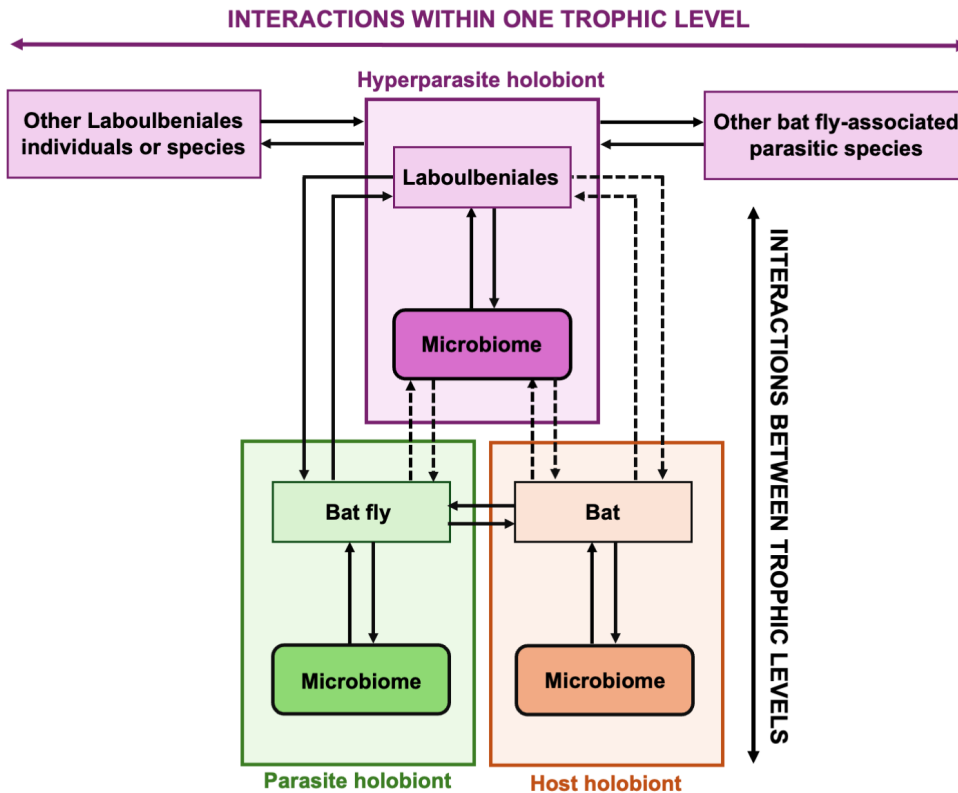 INTERACTIONS WITHIN ONE TROPHIC LEVEL
Hyperparasite holobiont
Other Laboulbeniales
individuals or species
Other bat fly-associated
parasitic species
Laboulbeniales
Microbiome
INTERACTIONS BETWEEN TROPHIC LEVELS
Bat fly
Bat
Microbiome
Microbiome
Parasite holobiont
Host holobiont